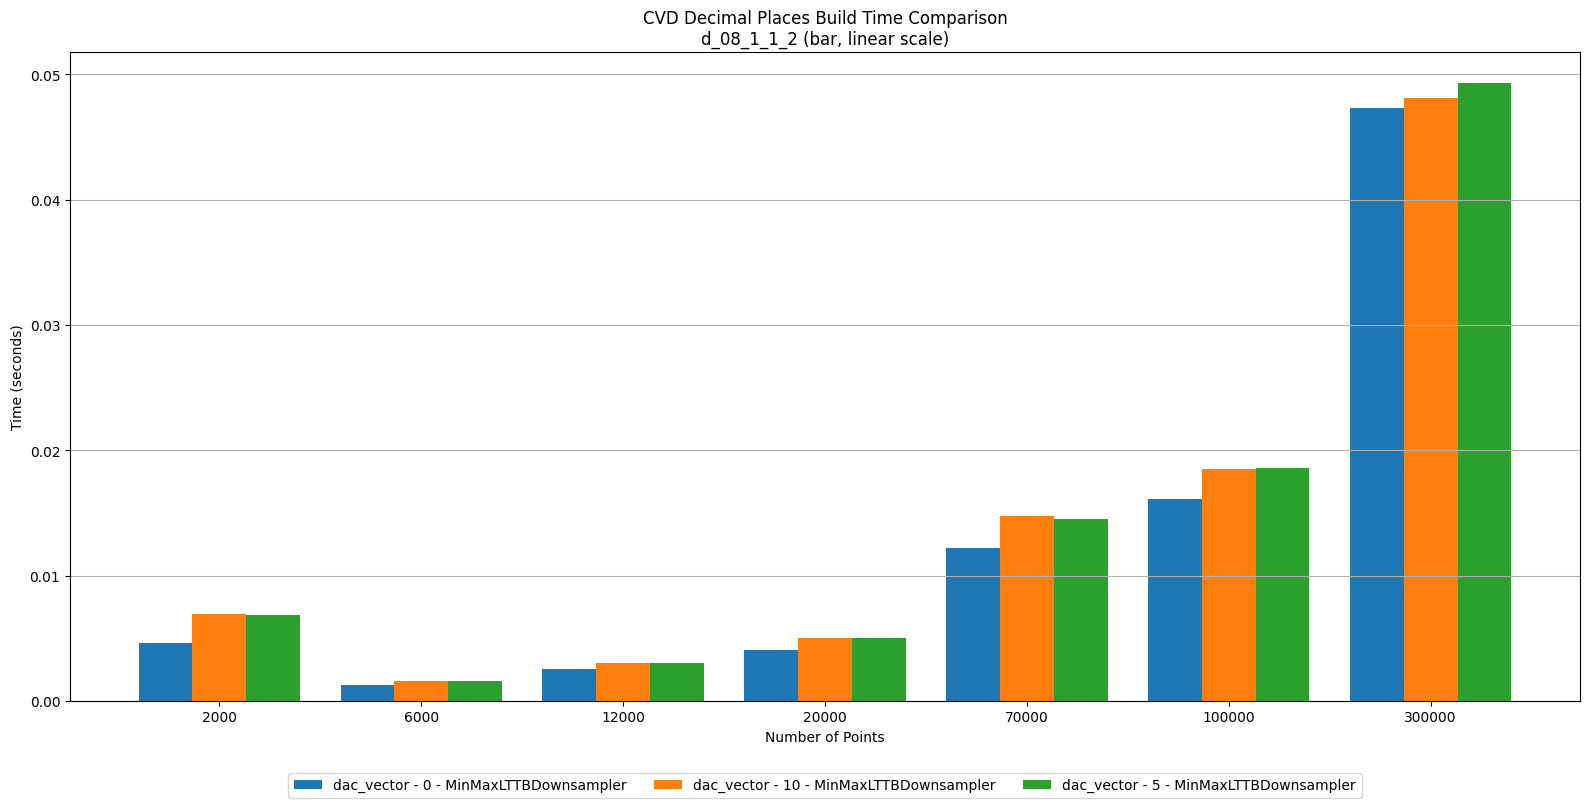 CVD Decimal Places Build Time Comparison
d_08_1_1_2 (bar, linear scale)
Time (seconds)
0.05
0.04
0.03
0.02
0.01
0.00
2000 6000 12000 20000 70000 100000 300000
Number of Points
dac_vector - 0 - MinMaxLTTBDownsampler dac_vector - 10 - MinMaxLTTBDownsampler dac_vector - 5 - MinMaxLTTBDownsampler